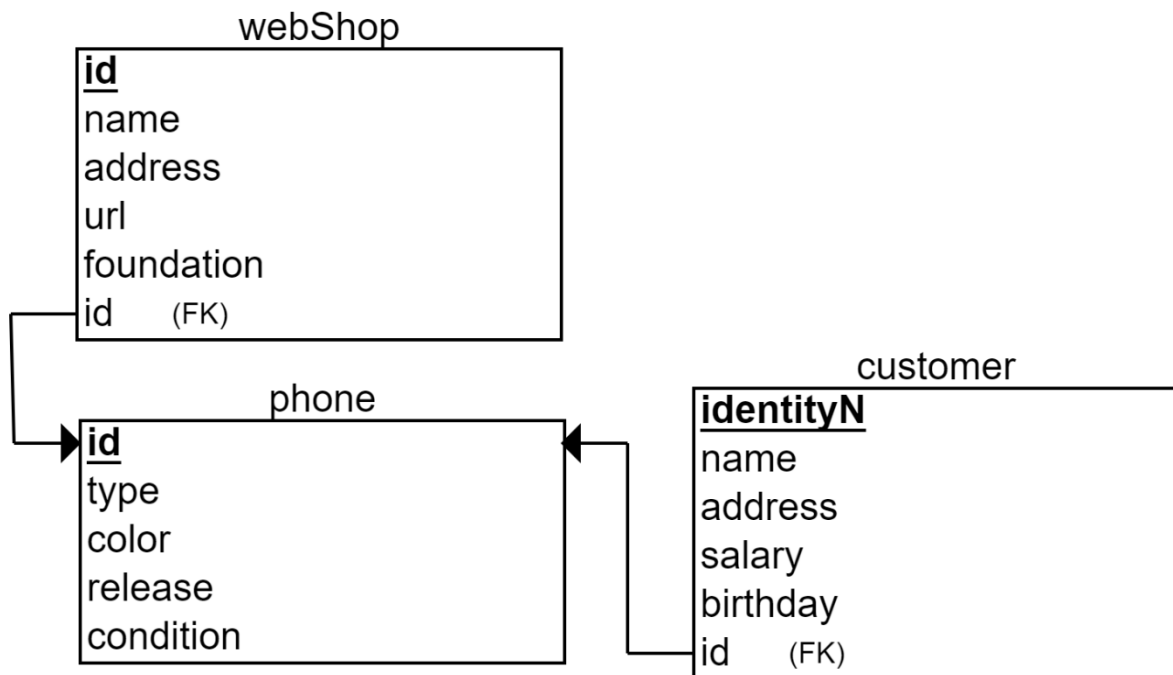 webShop
id
name
address
url
foundation
id (FK)
phone
id
type
color
release
condition
customer
identityN
name
address
salary
birthday
id (FK)